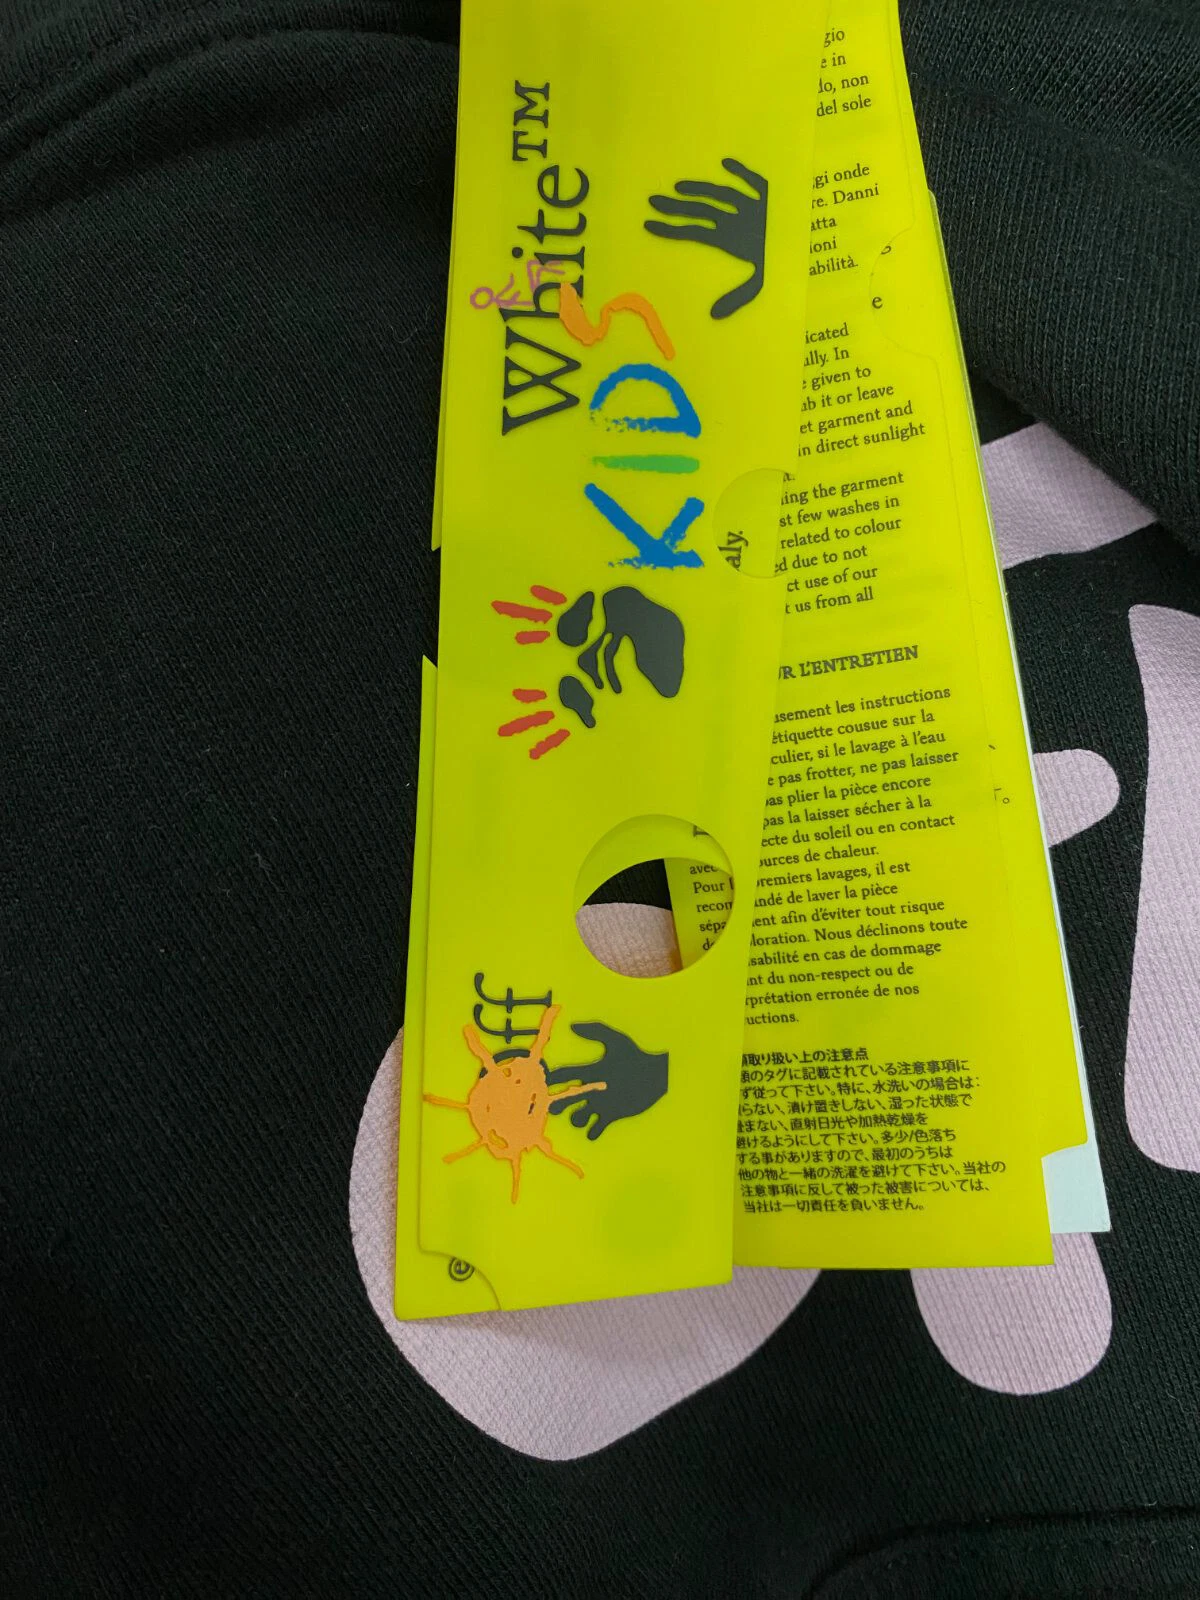 Off
White™
KIDS
©
aly.
gio
e in
do, non
del sole
ggi onde
re. Danni
atta
ioni
abilità.
e
icated
ully. In
e given to
ub it or leave
et garment and
in direct sunlight
ing the garment
st few washes in
related to colour
ed due to not
ct use of our
t us from all
UR L'ENTRETIEN
usement les instructions
étiquette cousue sur la
culier, si le lavage à l'eau
e pas frotter, ne pas laisser
pas plier la pièce encore
pas la laisser sécher à la
ecte du soleil ou en contact
ources de chaleur.
avec
Pour l premiers lavages, il est
recom ndé de laver la pièce
sépa ent afin d'éviter tout risque
de loration. Nous déclinons toute
sabilité en cas de dommage
nt du non-respect ou de
rprétation erronée de nos
uctions.
取り扱い上の注意点
類のタグに記載されている注意事項に
ず従って下さい。特に、水洗いの場合は:
らない、漬け置きしない、湿った状態で
畳まない、直射日光や加熱乾燥を
避けるようにして下さい。多少/色落ち
する事がありますので、最初のうちは
他の物と一緒の洗濯を避けて下さい。当社の
注意事項に反して被った被害については、
当社は一切責任を負いません。